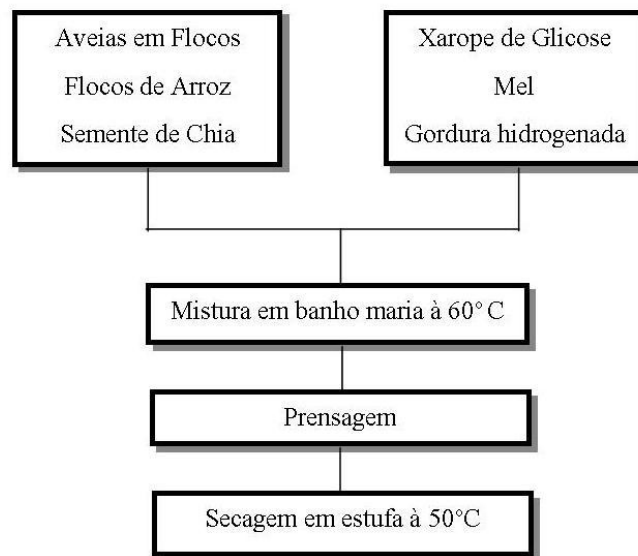 Aveias em Flocos
Flocos de Arroz
Semente de Chia
Xarope de Glicose
Mel
Gordura hidrogenada
Mistura em banho maria à 60°C
Prensagem
Secagem em estufa à 50°C